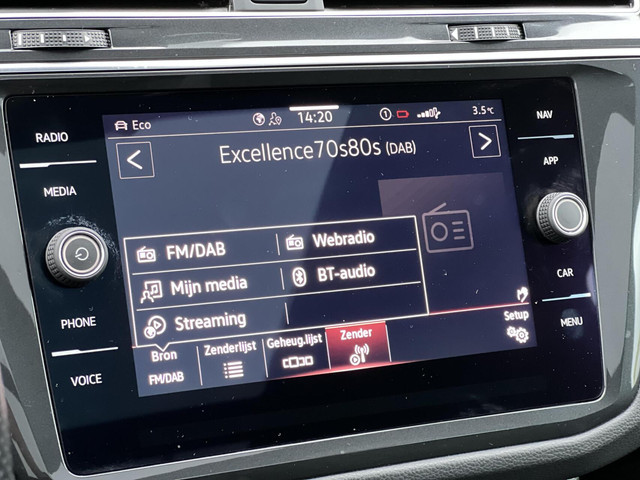 RADIO
MEDIA
PHONE
VOICE
Eco
14:20
1
3.5°C
Excellence70s80s (DAB)
FM/DAB
Webradio
Mijn media
BT-audio
Streaming
Bron
FM/DAB
Zenderlijst
Geheug.lijst
Zender
Setup
NAV
APP
CAR
MENU